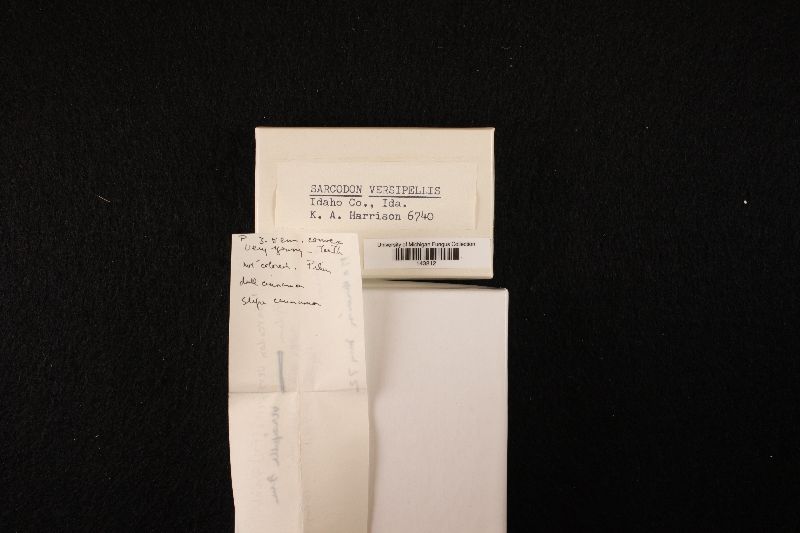 SARCODON VERSIPELLIS
Idaho Co., Ida.
K. A. Harrison 6740
University of Michigan Fungus Collection
143812
P 3. cm. convex
Very young - Teeth
not colored. Pileus
dull cinnamon
stipe cinnamon